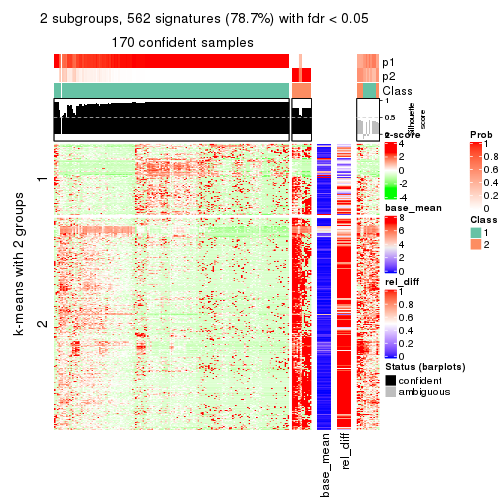 2 subgroups, 562 signatures (78.7%) with fdr < 0.05
170 confident samples
p1
p2
Class
1
0.5
0
Silhouette
score
k-means with 2 groups
1
2
base_mean
rel_diff
z-score
4
2
0
-2
-4
base_mean
8
6
4
2
0
rel_diff
1
0.8
0.6
0.4
0.2
0
Status (barplots)
confident
ambiguous
Prob
1
0.8
0.6
0.4
0.2
0
Class
1
2